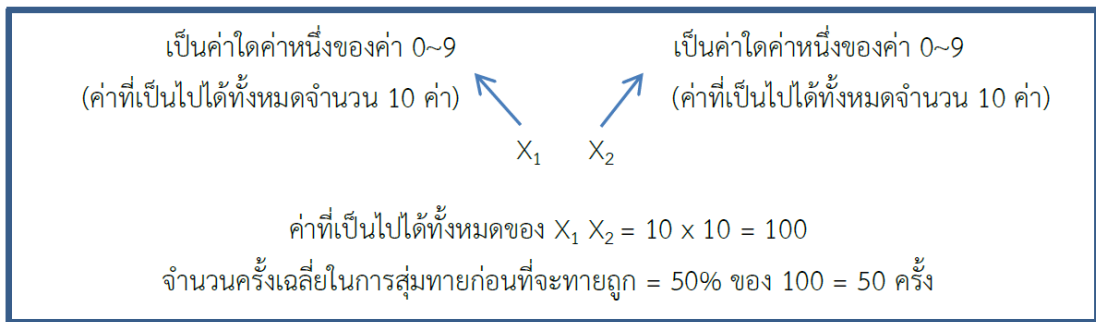 เป็นค่าใดค่าหนึ่งของค่า 0~9 เป็นค่าใดค่าหนึ่งของค่า 0~9
(ค่าที่เป็นไปได้ทั้งหมดจำนวน 10 ค่า) (ค่าที่เป็นไปได้ทั้งหมดจำนวน 10 ค่า)
X₁ X₂
ค่าที่เป็นไปได้ทั้งหมดของ X₁ X₂ = 10 x 10 = 100
จำนวนครั้งเฉลี่ยในการสุ่มทายก่อนที่จะทายถูก = 50% ของ 100 = 50 ครั้ง